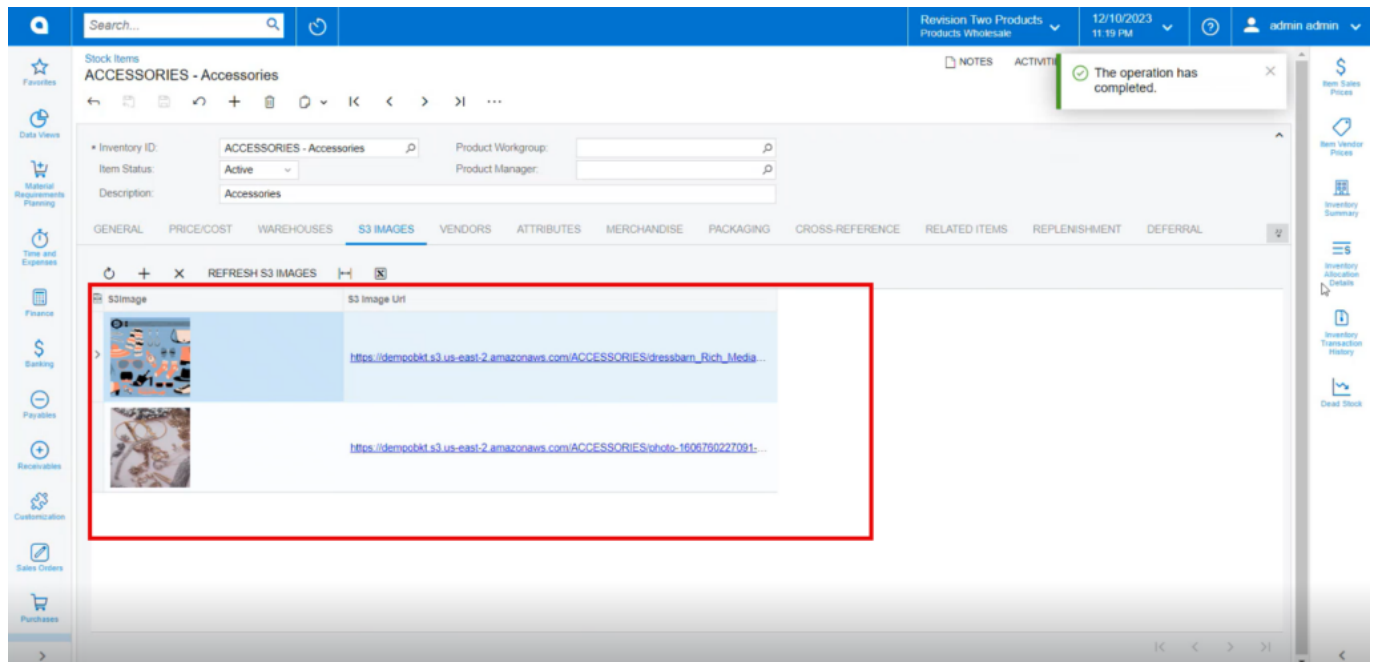 Search...
Revision Two Products
Products Wholesale
12/10/2023
11:19 PM
admin admin
Favorites
Data Views
Material
Requirements
Planning
Time and
Expenses
Finance
Banking
Payables
Receivables
Customization
Sales Orders
Purchases
Stock Items
ACCESSORIES - Accessories
NOTES
The operation has
completed.
Inventory ID:
ACCESSORIES - Accessories
Product Workgroup:
Item Status:
Active
Product Manager:
Description:
Accessories
GENERAL PRICE/COST WAREHOUSES S3 IMAGES VENDORS ATTRIBUTES MERCHANDISE PACKAGING CROSS-REFERENCE RELATED ITEMS REPLENISHMENT DEFERRAL
REFRESH S3 IMAGES
S3Image
S3 Image Url
https://dempobkt.s3.us-east-2.amazonaws.com/ACCESSORIES/dressbarn_Rich_Media...
https://dempobkt.s3.us-east-2.amazonaws.com/ACCESSORIES/photo-1606760227091-...
Item Sales
Prices
Item Vendor
Prices
Inventory
Summary
Inventory
Allocation
Details
Inventory
Transaction
History
Dead Stock